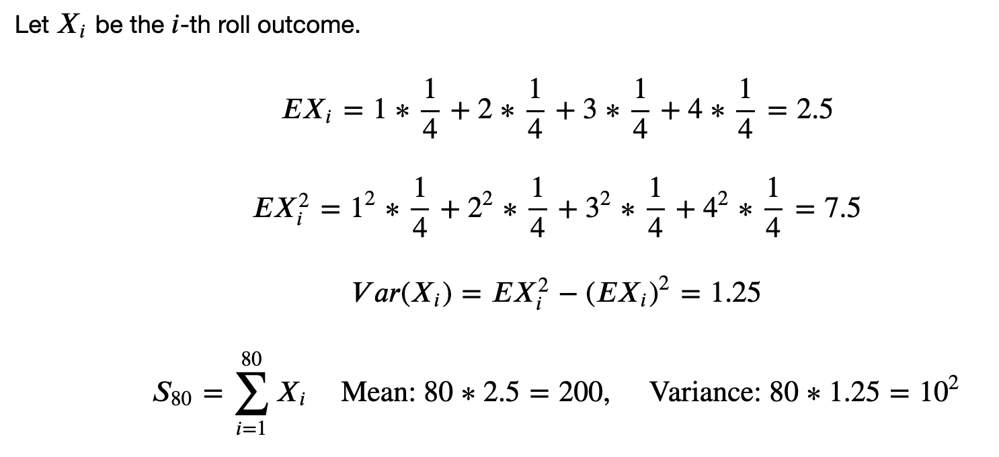 Let $X_i$ be the $i$-th roll outcome.
$$EX_i = 1 * \frac{1}{4} + 2 * \frac{1}{4} + 3 * \frac{1}{4} + 4 * \frac{1}{4} = 2.5$$
$$EX_i^2 = 1^2 * \frac{1}{4} + 2^2 * \frac{1}{4} + 3^2 * \frac{1}{4} + 4^2 * \frac{1}{4} = 7.5$$
$$Var(X_i) = EX_i^2 - (EX_i)^2 = 1.25$$
$$S_{80} = \sum_{i=1}^{80} X_i \quad \text{Mean: } 80 * 2.5 = 200, \quad \text{Variance: } 80 * 1.25 = 10^2$$